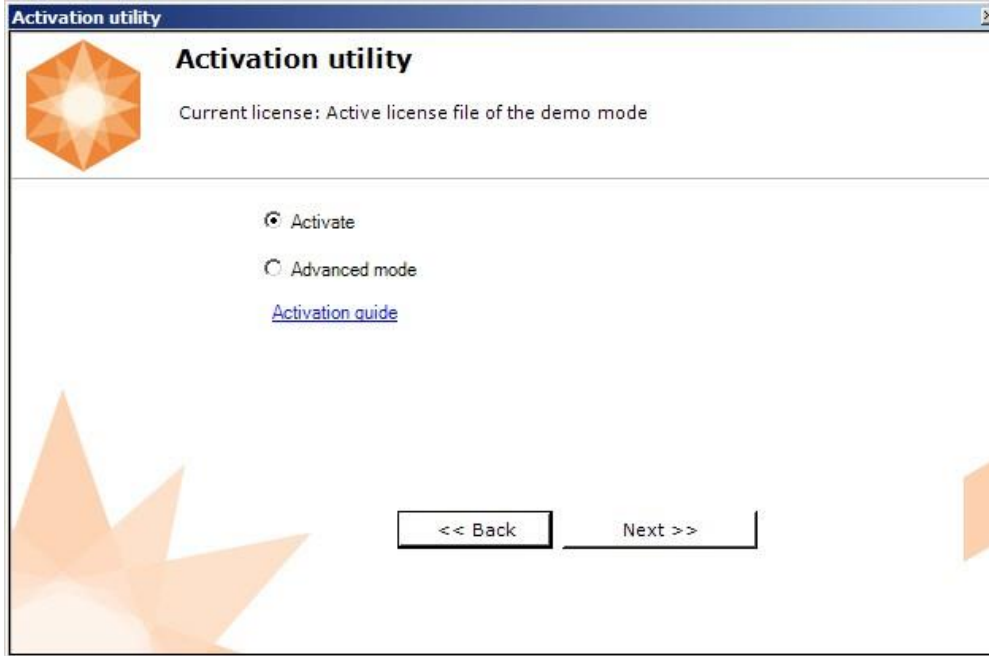 Activation utility
Activation utility
Current license: Active license file of the demo mode
Activate
Advanced mode
Activation guide
<< Back Next >>